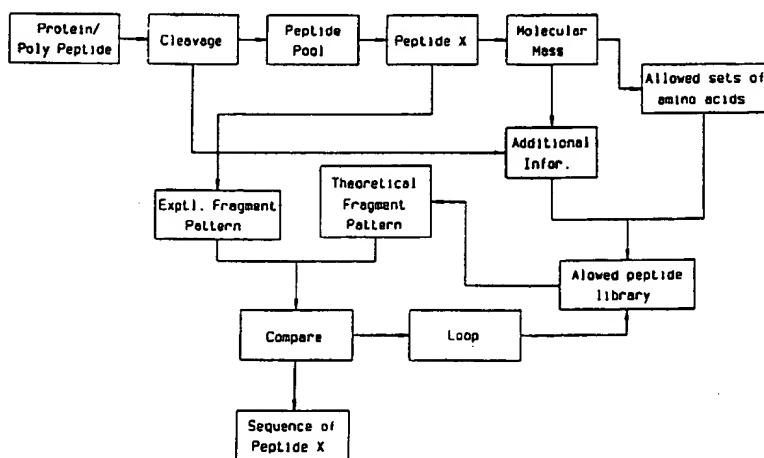 Protein/
Poly Peptide
Cleavage
Peptide
Pool
Peptide X
Molecular
Mass
Allowed sets of
amino acids
Additional
Infor.
Theoretical
Fragment
Pattern
Exptl. Fragment
Pattern
Alowed peptide
library
Compare
Loop
Sequence of
Peptide X